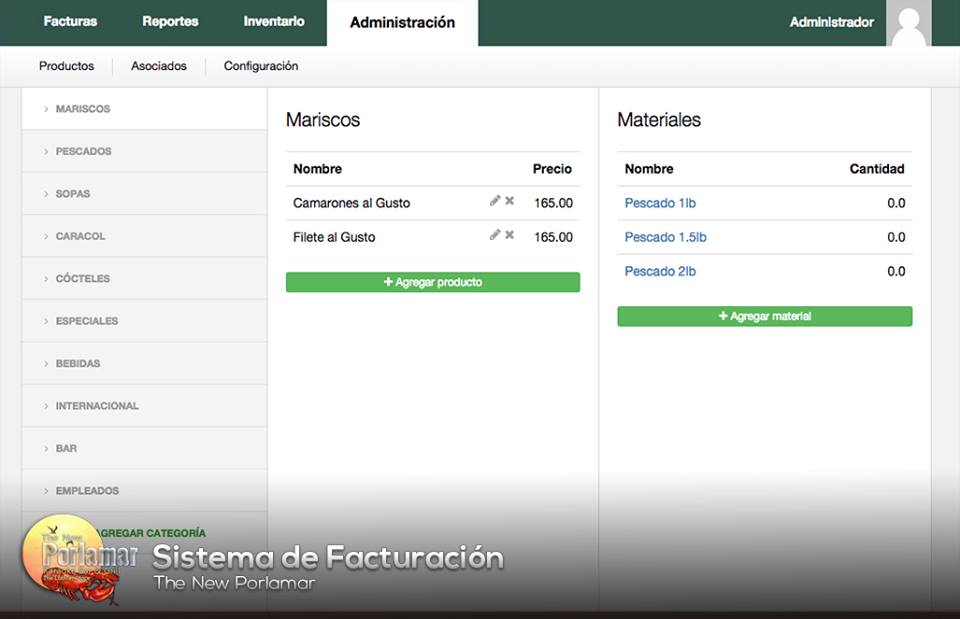 Facturas Reportes Inventario Administración Administrador
Productos Asociados Configuración
MARISCOS
PESCADOS
SOPAS
CARACOL
CÓCTELES
ESPECIALES
BEBIDAS
INTERNACIONAL
BAR
EMPLEADOS
AGREGAR CATEGORÍA
Mariscos
Nombre Precio
Camarones al Gusto 165.00
Filete al Gusto 165.00
+ Agregar producto
Materiales
Nombre Cantidad
Pescado 1lb 0.0
Pescado 1.5lb 0.0
Pescado 2lb 0.0
+ Agregar material
The New
Porlamar
Sistema de Facturación
The New Porlamar